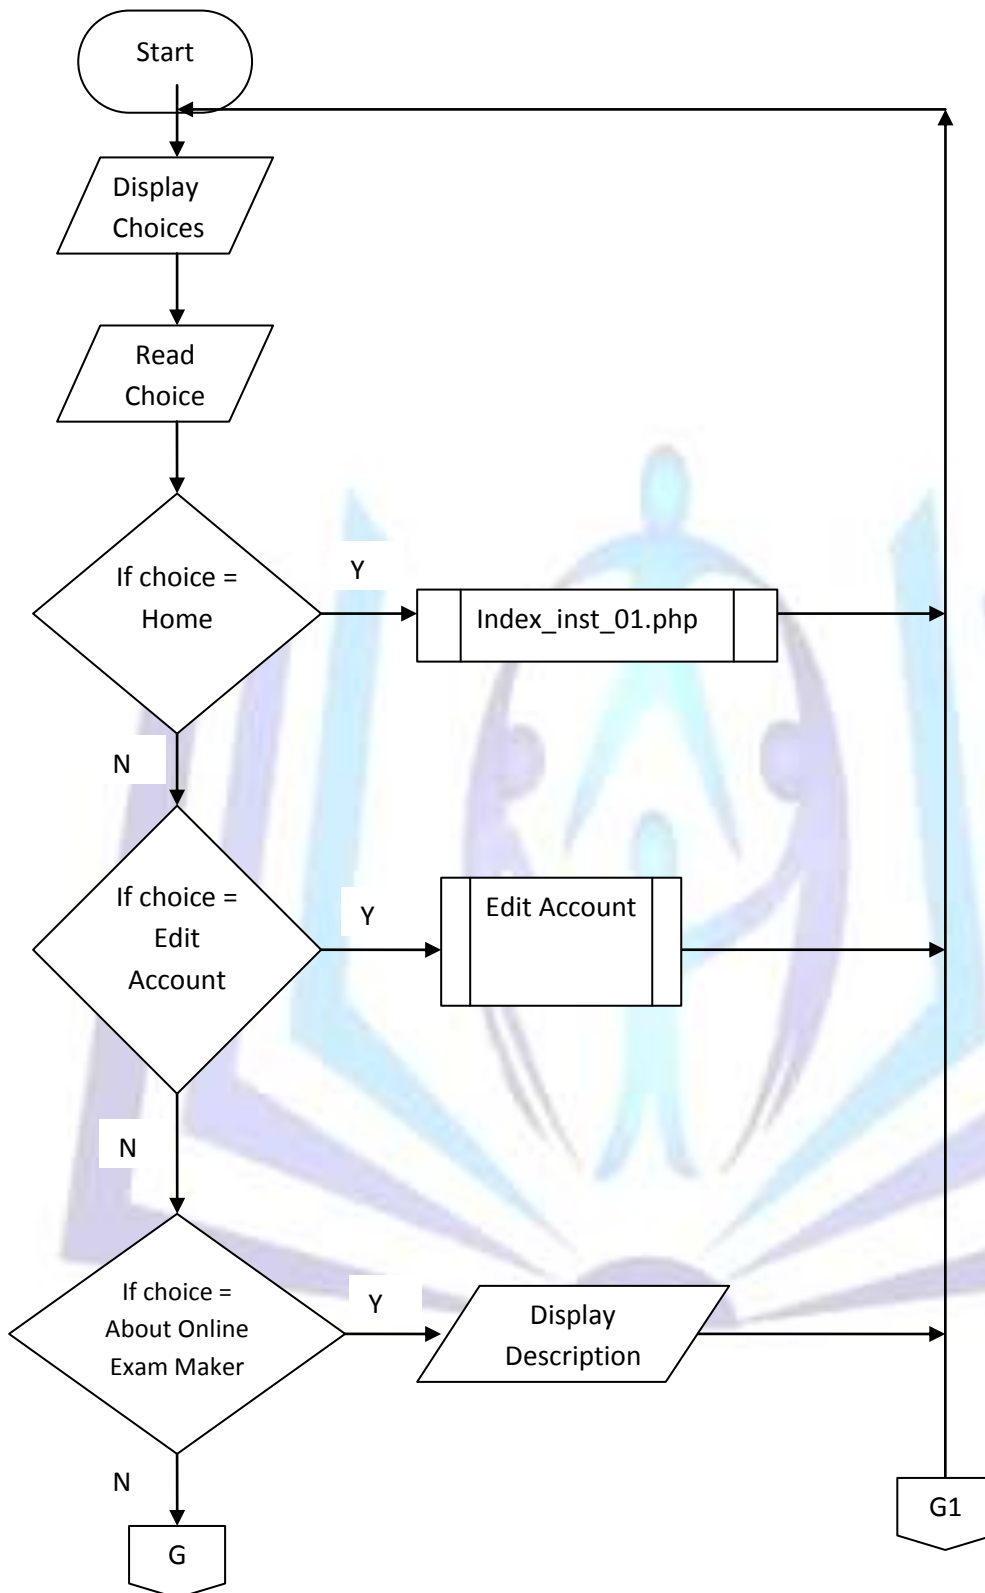 Start
Display
Choices
Read
Choice
If choice =
Home
Y
Index_inst_01.php
N
If choice =
Edit
Account
Y
Edit Account
N
If choice =
About Online
Exam Maker
Y
Display
Description
N
G
G1